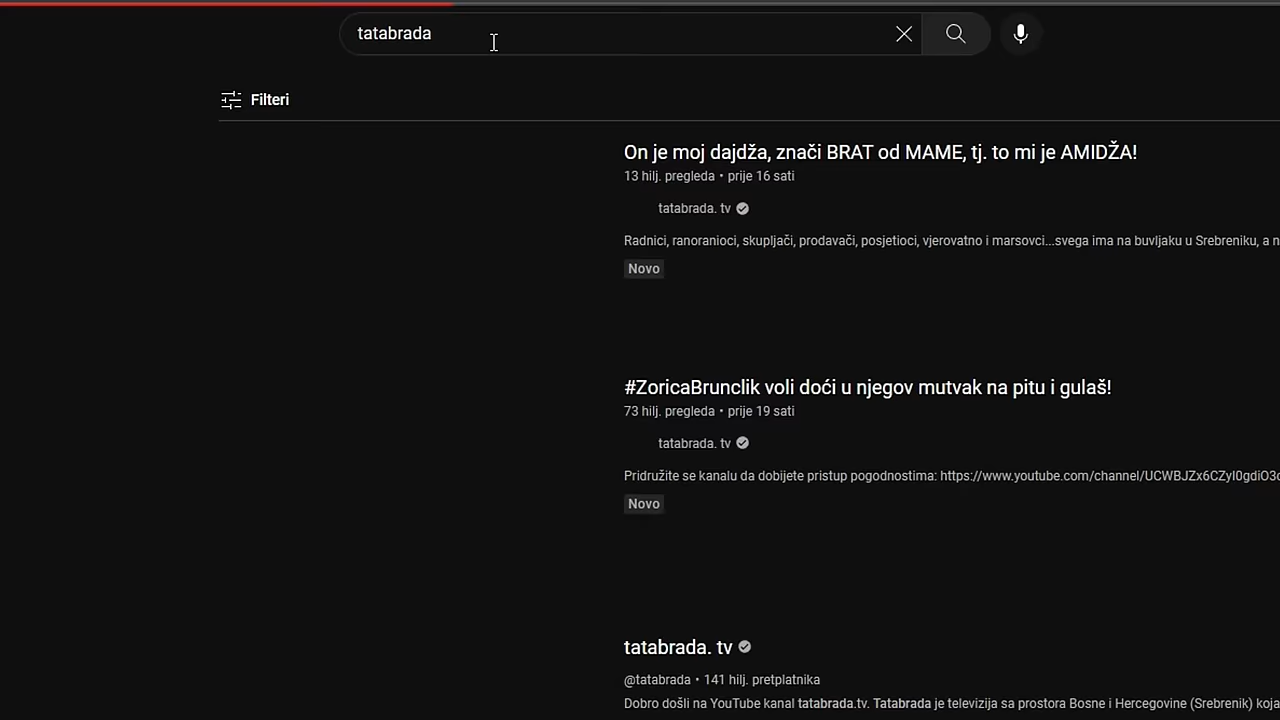 tatabrada
Filteri
On je moj dajdža, znači BRAT od MAME, tj. to mi je AMIDŽA!
13 hilj. pregleda • prije 16 sati
tatabrada. tv
Radnici, ranoranioci, skupljači, prodavači, posjetioci, vjerovatno i marsovci...svega ima na buvljaku u Srebreniku, a n
Novo
#ZoricaBrunclik voli doći u njegov mutvak na pitu i gulaš!
73 hilj. pregleda • prije 19 sati
tatabrada. tv
Pridružite se kanalu da dobijete pristup pogodnostima: https://www.youtube.com/channel/UCWBJZx6CZyI0gdiO3c
Novo
tatabrada. tv
@tatabrada • 141 hilj. pretplatnika
Dobro došli na YouTube kanal tatabrada.tv. Tatabrada je televizija sa prostora Bosne i Hercegovine (Srebrenik) koja